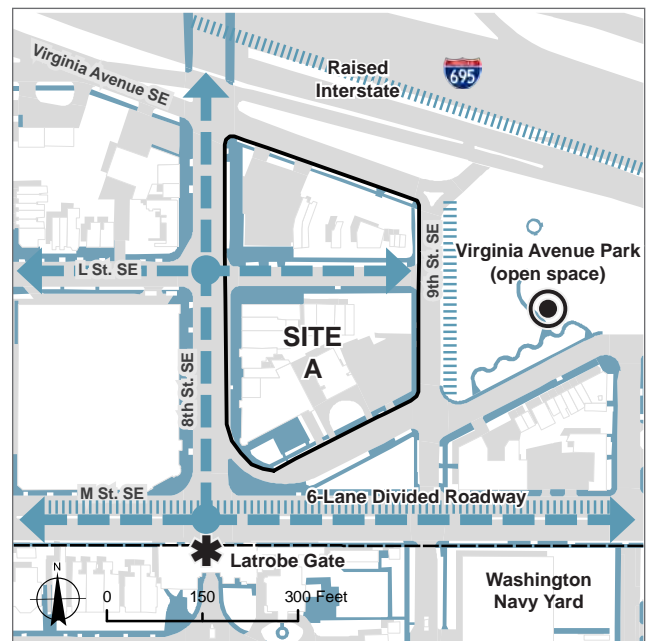 Virginia Avenue SE
Raised
Interstate
INTERSTATE
695
L St. SE
9th St. SE
Virginia Avenue Park
(open space)
SITE
A
8th St. SE
M St. SE
6-Lane Divided Roadway
Latrobe Gate
N
0 150 300 Feet
Washington
Navy Yard